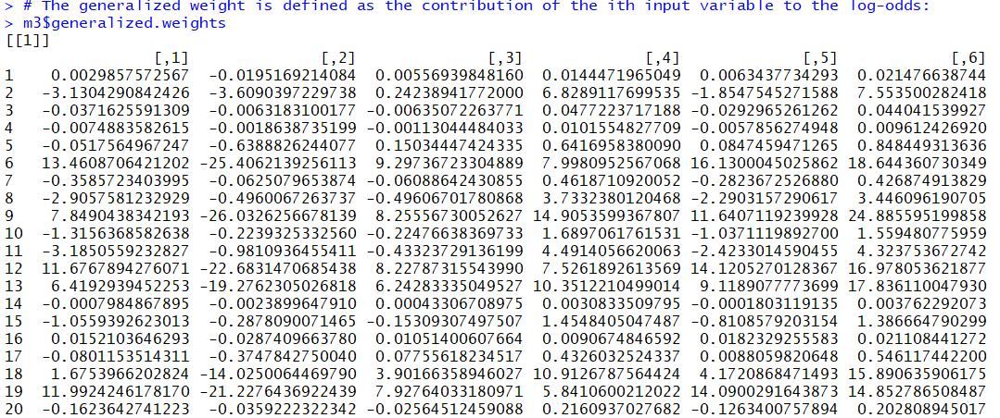 > # The generalized weight is defined as the contribution of the ith input variable to the log-odds:
> m3$generalized.weights
[[1]]
[,1] [,2] [,3] [,4] [,5] [,6]
1 0.0029857572567 -0.0195169214084 0.00556939848160 0.0144471965049 0.0063437734293 0.021476638744
2 -3.1304290842426 -3.6090397229738 0.24238941772000 6.8289117699535 -1.8547545271588 7.553500282418
3 -0.0371625591309 -0.0063183100177 -0.00635072263771 0.0477223717188 -0.0292965261262 0.044041539927
4 -0.0074883582615 -0.0018638735199 -0.00113044484033 0.0101554827709 -0.0057856274948 0.009612426920
5 -0.0517564967247 -0.6388826244077 0.15034447424335 0.6416958380090 0.0847459471265 0.848449313636
6 13.4608706421202 -25.4062139256113 9.29736723304889 7.9980952567068 16.1300045025862 18.644360730349
7 -0.3585723403995 -0.0625079653874 -0.06088642430855 0.4618710920052 -0.2823672526880 0.426874913829
8 -2.9057581232929 -0.4960067263737 -0.49606701780868 3.7332380120468 -2.2903157290617 3.446096190705
9 7.8490438342193 -26.0326256678139 8.25556730052627 14.9053599367807 11.6407119239928 24.885595199858
10 -1.3156368582638 -0.2239325332560 -0.22476638369733 1.6897061761531 -1.0371119892700 1.559480775959
11 -3.1850559232827 -0.9810936455411 -0.43323729136199 4.4914056620063 -2.4233014590455 4.323753672742
12 11.6767894276071 -22.6831470685438 8.22787315543990 7.5261892613569 14.1205270128367 16.978053621877
13 6.4192939452253 -19.2762305026818 6.24283335049527 10.3512210499014 9.1189077773699 17.836110047930
14 -0.0007984867895 -0.0023899647910 0.00043306708975 0.0030833509795 -0.0001803119135 0.003762292073
15 -1.0559392623013 -0.2878090071465 -0.15309307497507 1.4548405047487 -0.8108579203154 1.386664790299
16 0.0152103646293 -0.0287409663780 0.01051400607664 0.0090674846592 0.0182329255583 0.021108441272
17 -0.0801153514311 -0.3747842750040 0.07755618234517 0.4326032524337 0.0088059820648 0.546117442200
18 1.6753966202824 -14.0250064469790 3.90166358946027 10.9126787564424 4.1720868471493 15.890635906175
19 11.9924246178170 -21.2276436922439 7.92764033180971 5.8410600212022 14.0900291643873 14.852786508487
20 -0.1623642741223 -0.0359222322342 -0.02564512459088 0.2160937027682 -0.1263400757894 0.202808945017